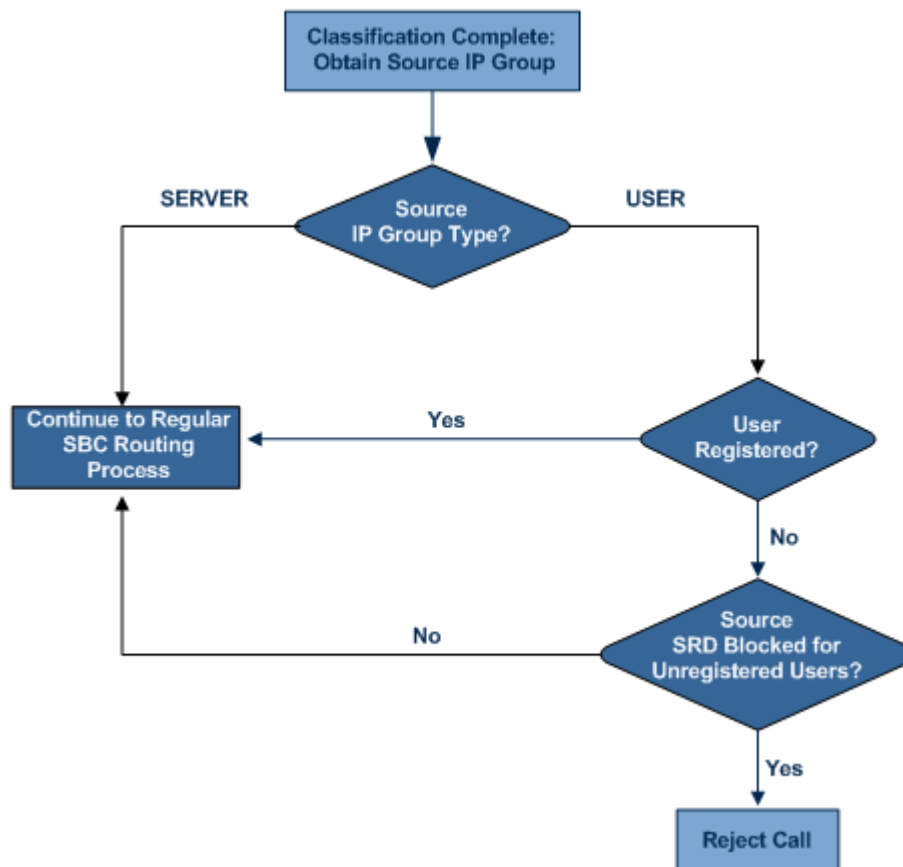 Classification Complete:
Obtain Source IP Group
SERVER
USER
Source
IP Group Type?
Continue to Regular
SBC Routing
Process
Yes
User
Registered?
No
No
Source
SRD Blocked for
Unregistered Users?
Yes
Reject Call